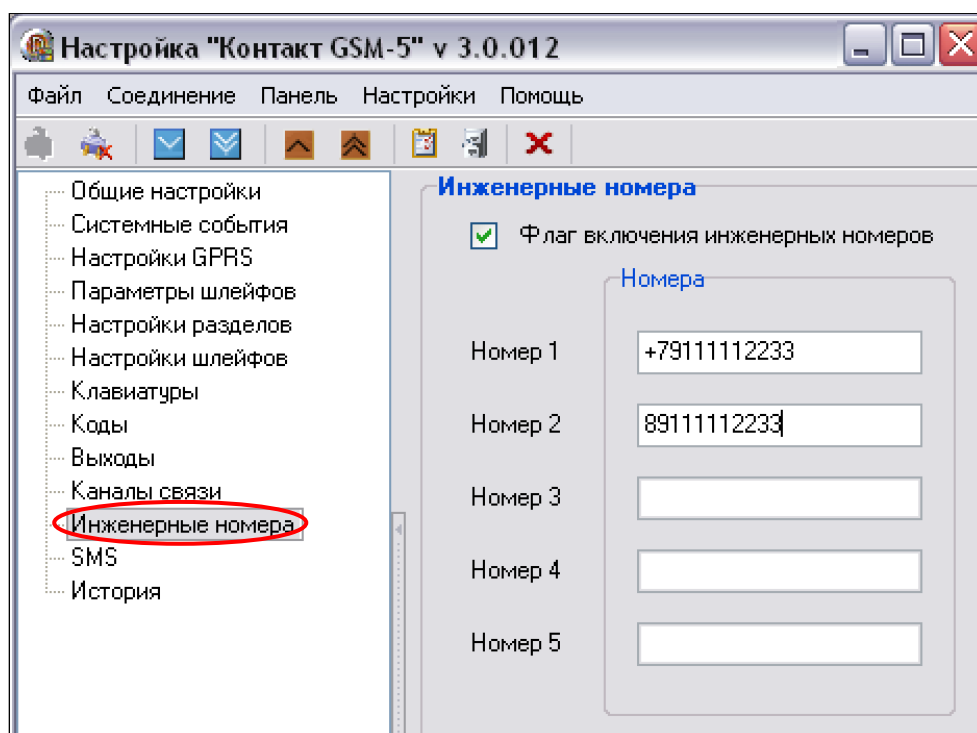 Настройка "Контакт GSM-5" v 3.0.012
Файл Соединение Панель Настройки Помощь
Общие настройки
Системные события
Настройки GPRS
Параметры шлейфов
Настройки разделов
Настройки шлейфов
Клавиатуры
Коды
Выходы
Каналы связи
Инженерные номера
SMS
История
Инженерные номера
Флаг включения инженерных номеров
Номера
Номер 1 +79111112233
Номер 2 89111112233
Номер 3
Номер 4
Номер 5